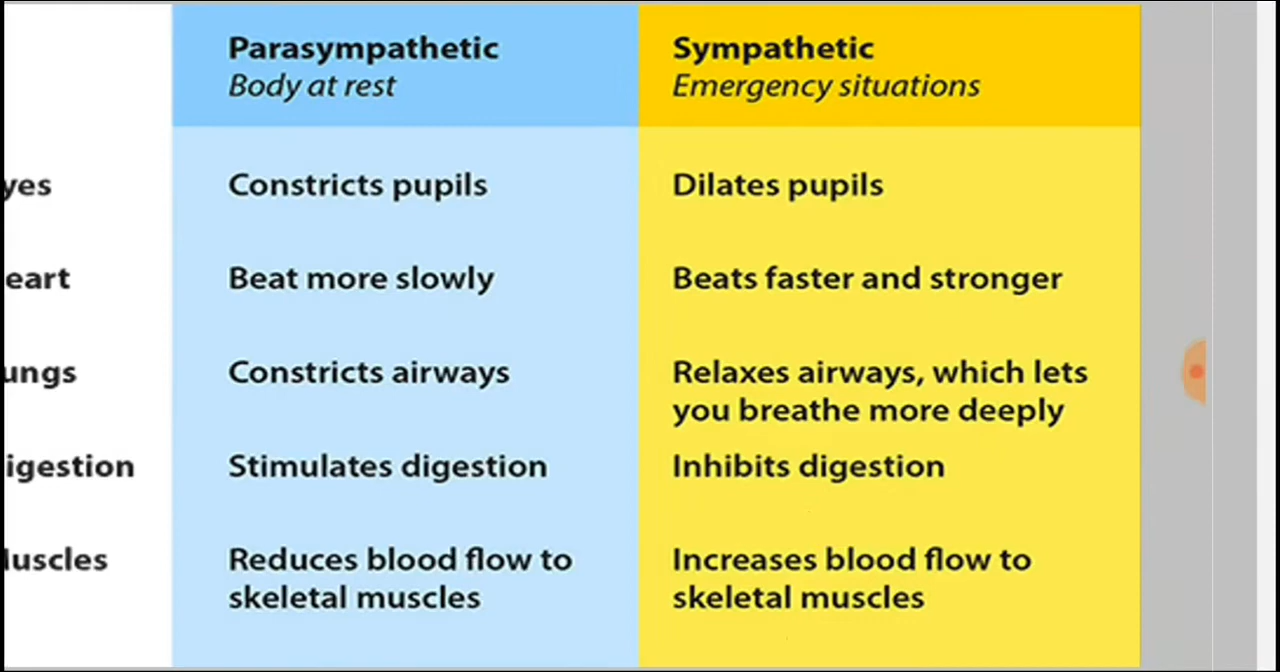 Parasympathetic
Body at rest
Sympathetic
Emergency situations
yes
Constricts pupils
Dilates pupils
eart
Beat more slowly
Beats faster and stronger
ungs
Constricts airways
Relaxes airways, which lets
you breathe more deeply
igestion
Stimulates digestion
Inhibits digestion
uscles
Reduces blood flow to
skeletal muscles
Increases blood flow to
skeletal muscles